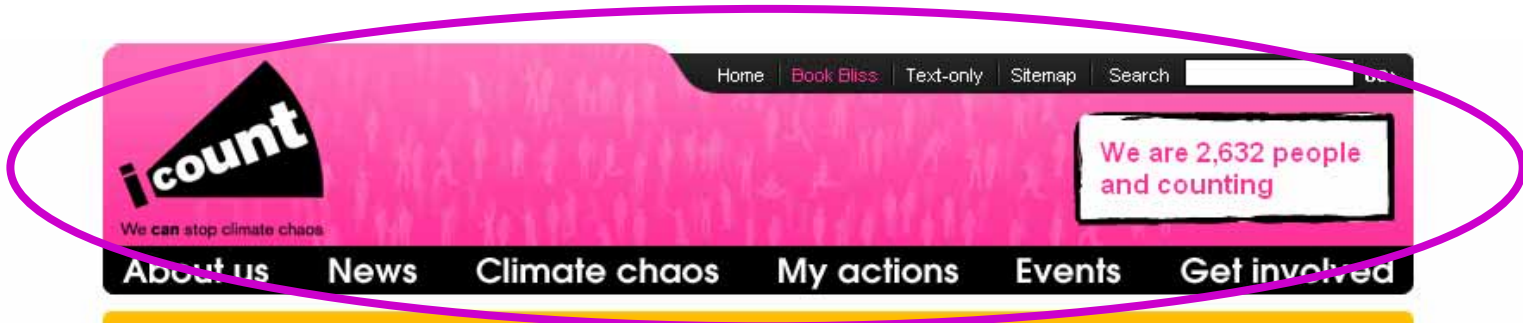 Home Book Bliss Text-only Sitemap Search
i count
We are 2,632 people
and counting
We can stop climate chaos
About us News Climate chaos My actions Events Get involved